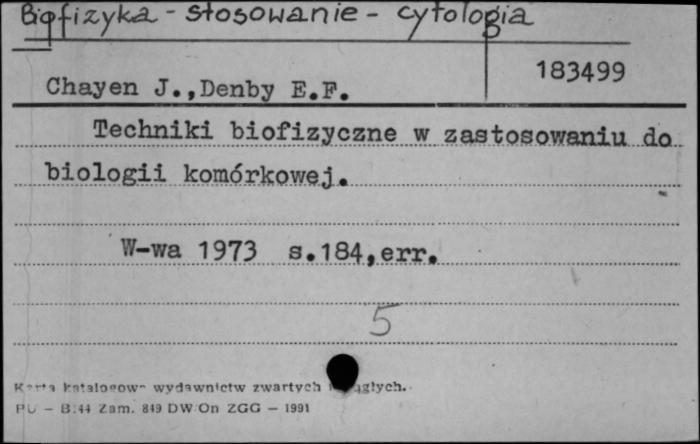 Biofizyka - stosowanie - cytologia
183499
Chayen J.,Denby E.F.
Techniki biofizyczne w zastosowaniu do
biologii komórkowej.
W-wa 1973 s.184,err.
5
Karta katalogowa wydawnictw zwartych i ciągłych.
PU - B.44 Zam. 849 DW On ZGG - 1991